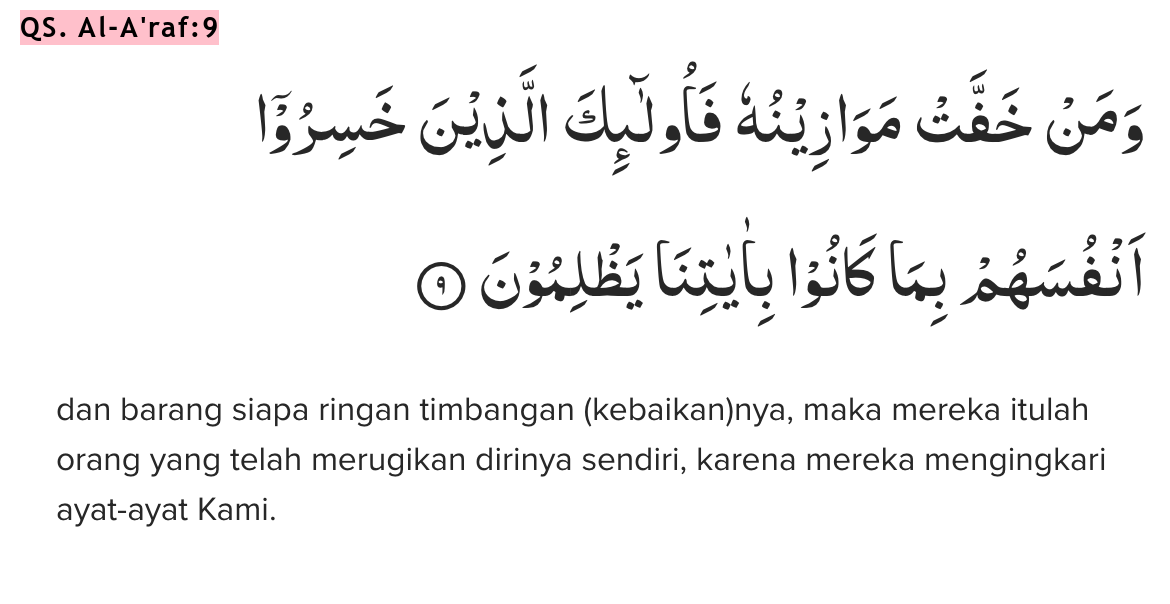 QS. Al-A'raf:9
وَمَنْ خَفَّتْ مَوَازِيْنُهٗ فَاُولٰۤىِٕكَ الَّذِيْنَ خَسِرُوْٓا
اَنْفُسَهُمْ بِمَا كَانُوْا بِاٰيٰتِنَا يَظْلِمُوْنَ ٩
dan barang siapa ringan timbangan (kebaikan)nya, maka mereka itulah
orang yang telah merugikan dirinya sendiri, karena mereka mengingkari
ayat-ayat Kami.